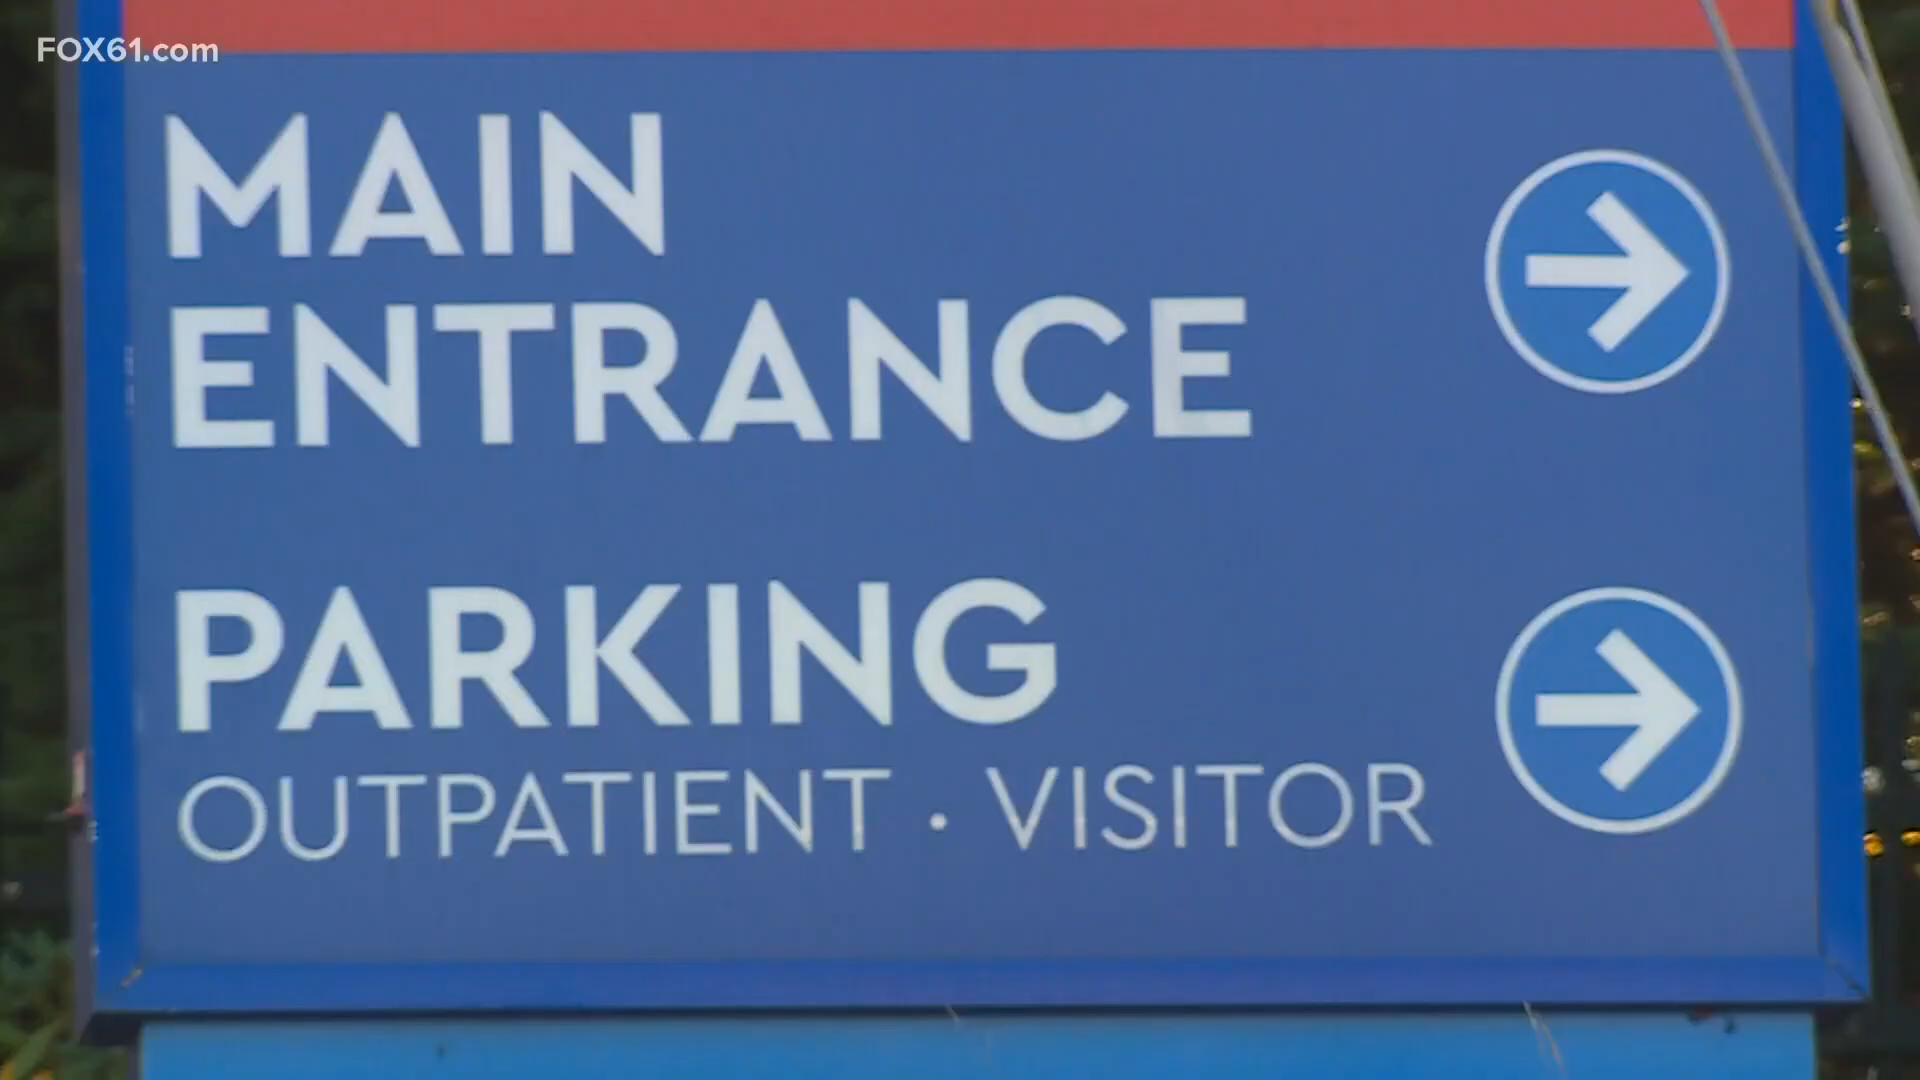 FOX61.com
MAIN
ENTRANCE
PARKING
OUTPATIENT · VISITOR